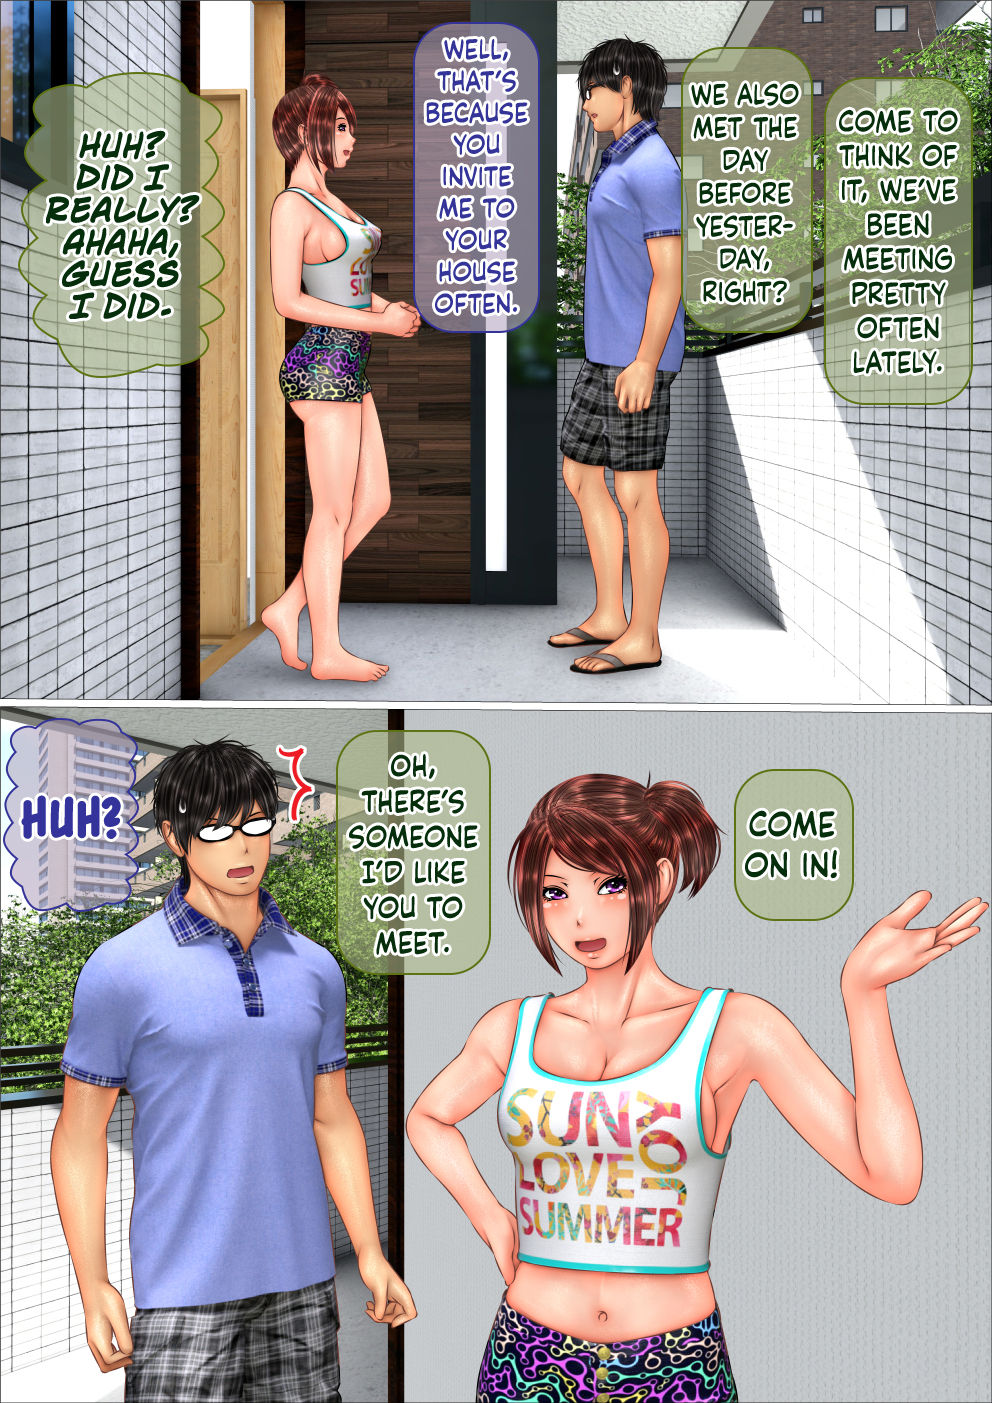 COME TO
THINK OF
IT, WE'VE
BEEN
MEETING
PRETTY
OFTEN
LATELY.
WE ALSO
MET THE
DAY
BEFORE
YESTER-
DAY,
RIGHT?
WELL,
THAT'S
BECAUSE
YOU
INVITE
ME TO
YOUR
HOUSE
OFTEN.
HUH?
DID I
REALLY?
AHAHA,
GUESS
I DID.
COME
ON IN!
OH,
THERE'S
SOMEONE
I'D LIKE
YOU TO
MEET.
HUH?
SUN
JOY
LOVE
SUMMER